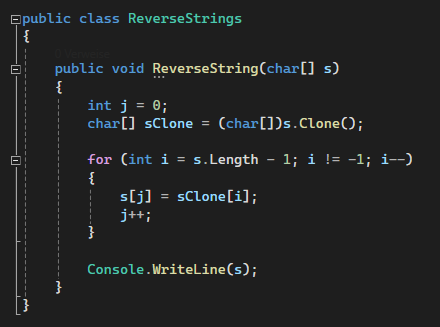 public class ReverseStrings
{
public void ReverseString(char[] s)
{
int j = 0;
char[] sClone = (char[])s.Clone();
for (int i = s.Length - 1; i != -1; i--)
{
s[j] = sClone[i];
j++;
}
Console.WriteLine(s);
}
}